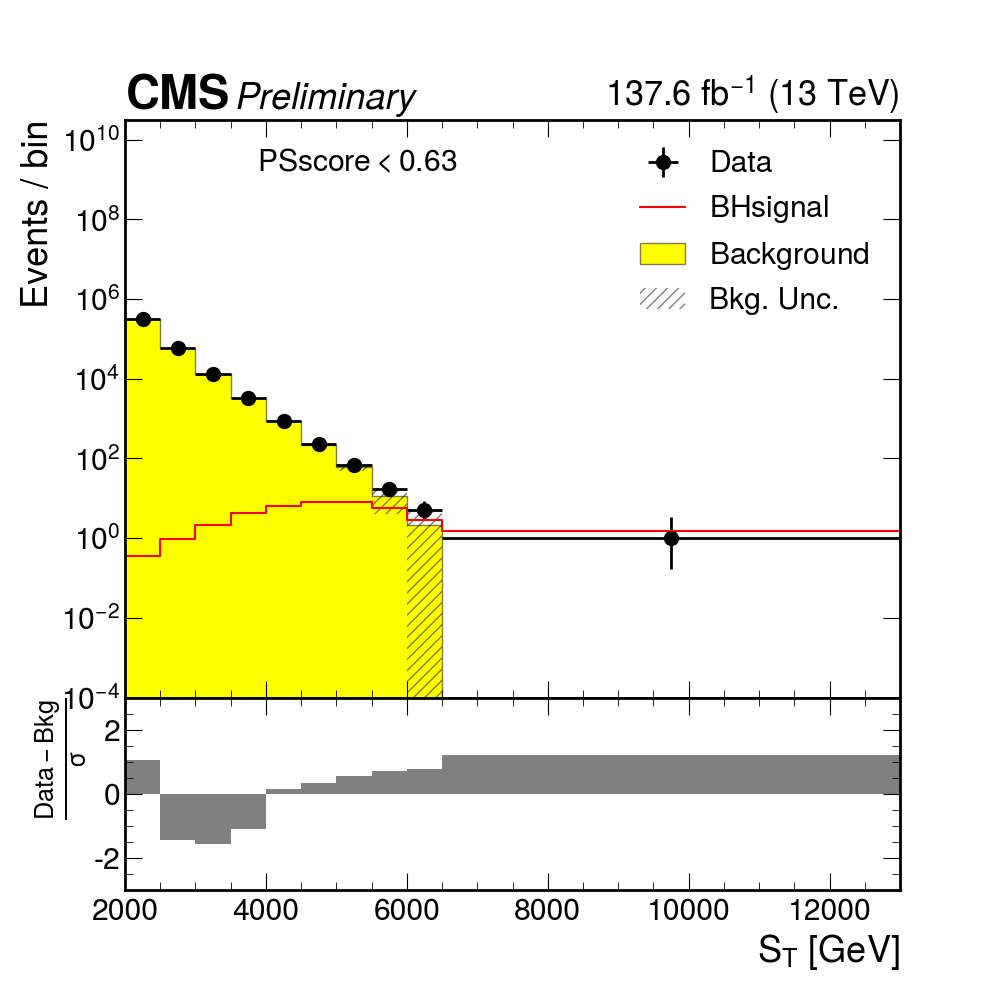 CMS Preliminary
137.6 fb⁻¹ (13 TeV)
Events / bin
10¹⁰
10⁸
10⁶
10⁴
10²
10⁰
10⁻²
10⁻⁴
PSscore < 0.63
Data
BHsignal
Background
Bkg. Unc.
Data − Bkg
σ
2
0
-2
2000 4000 6000 8000 10000 12000
S_T [GeV]